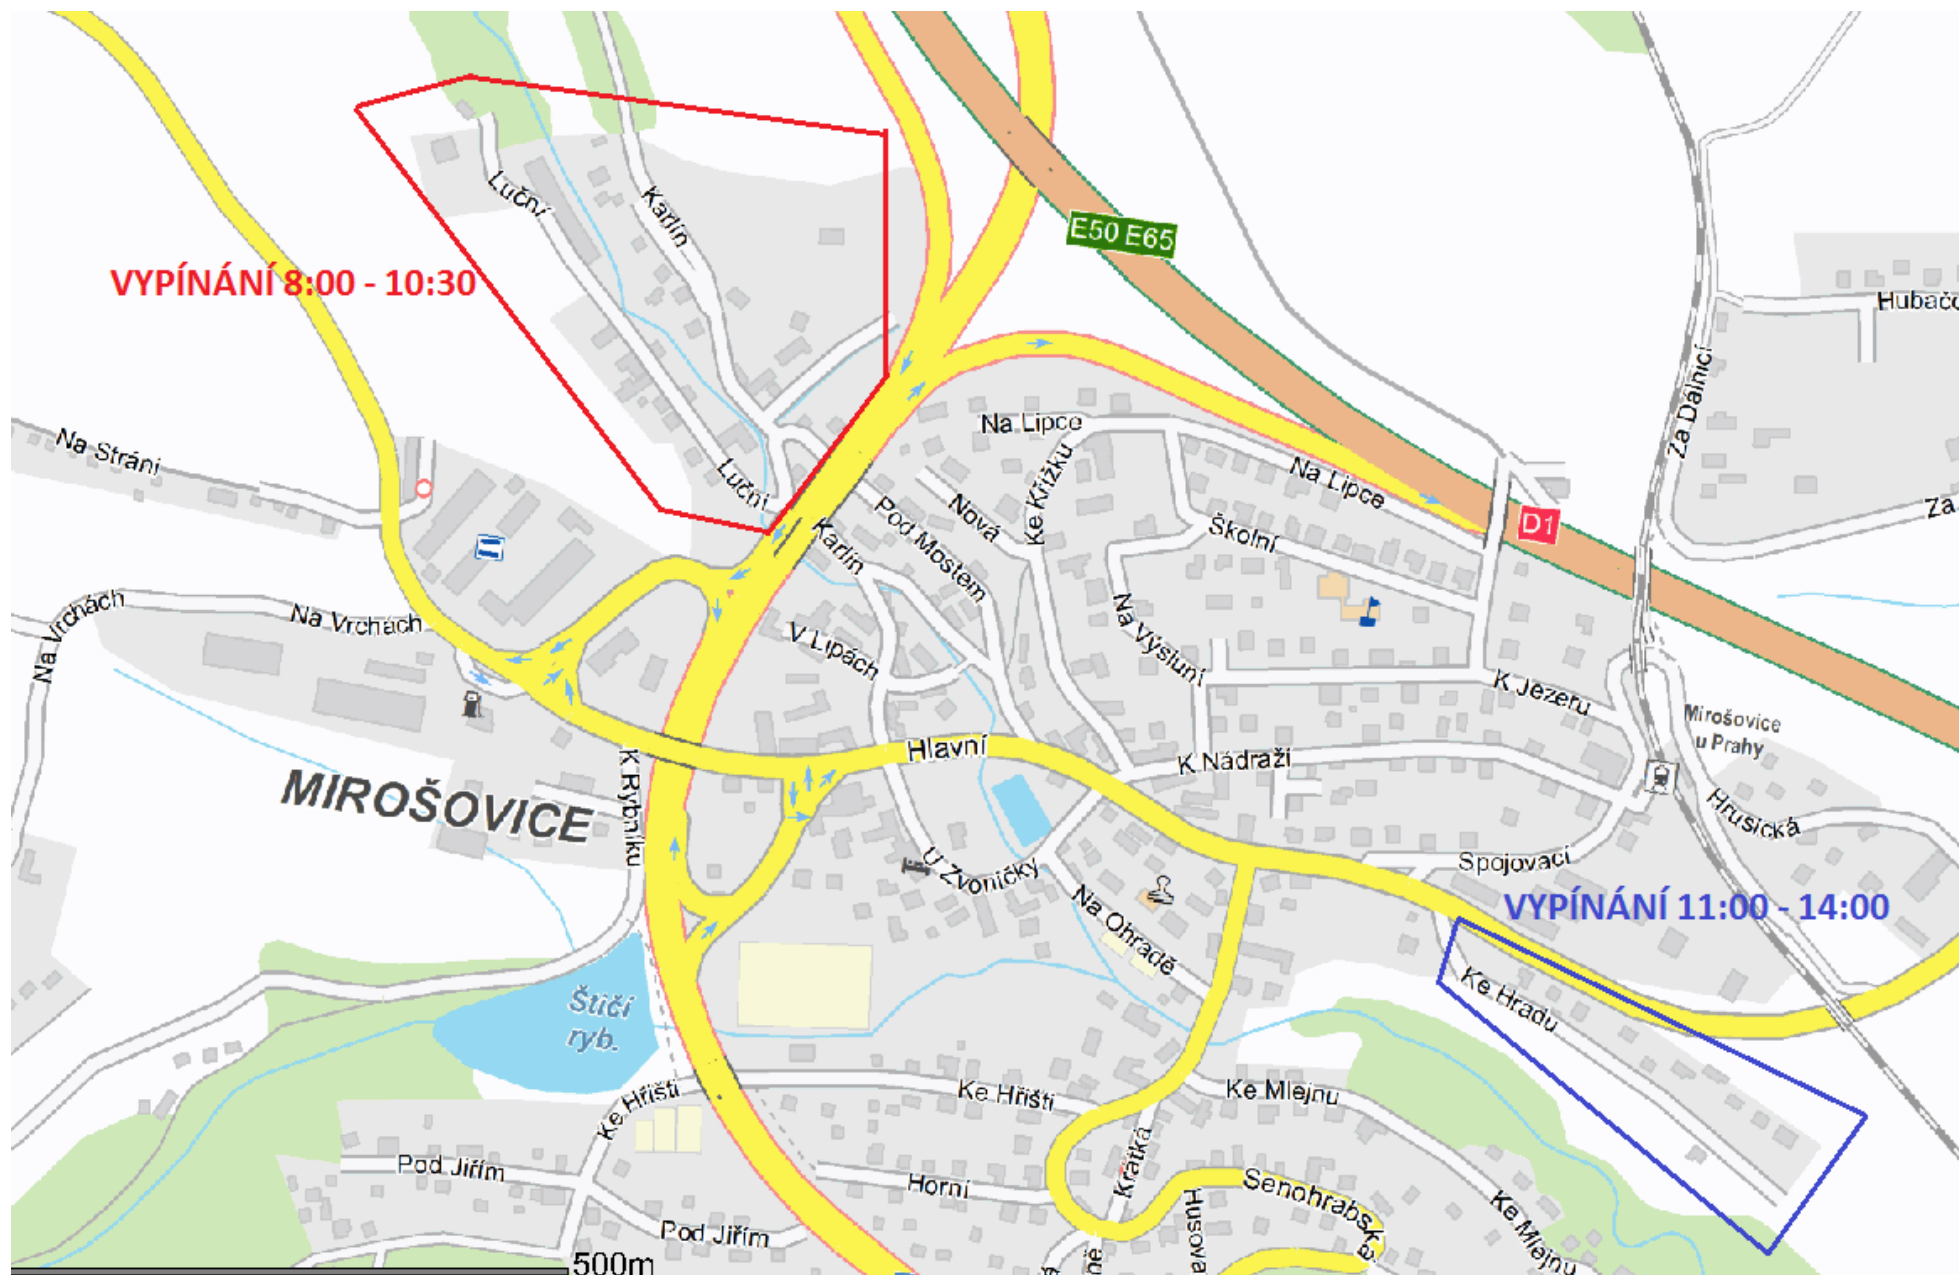 E50 E65
Luční
Karlín
VYPÍNÁNÍ 8:00 - 10:30
Za Dálnicí
Na Lipce
Na Strání
Ke Křížku
Na Lipce
Luční
Nová
Pod Mostem
D1
Školní
Za
Karlín
Na Vrchách
Na Vrchách
V Lipách
Na Výsluní
K Jezeru
Mirošovice
u Prahy
Hlavní
K Nádraží
MIROŠOVICE
K Rybníku
Hrusická
U Zvoničky
Spojovací
VYPÍNÁNÍ 11:00 - 14:00
Na Ohradě
Ke Hradu
Štičí
ryb.
Ke Hřišti
Ke Hřišti
Ke Mlejnu
Krátká
Pod Jiřím
Horní
Senohrabská
Husova
Ke Mlejnu
Pod Jiřím
500m